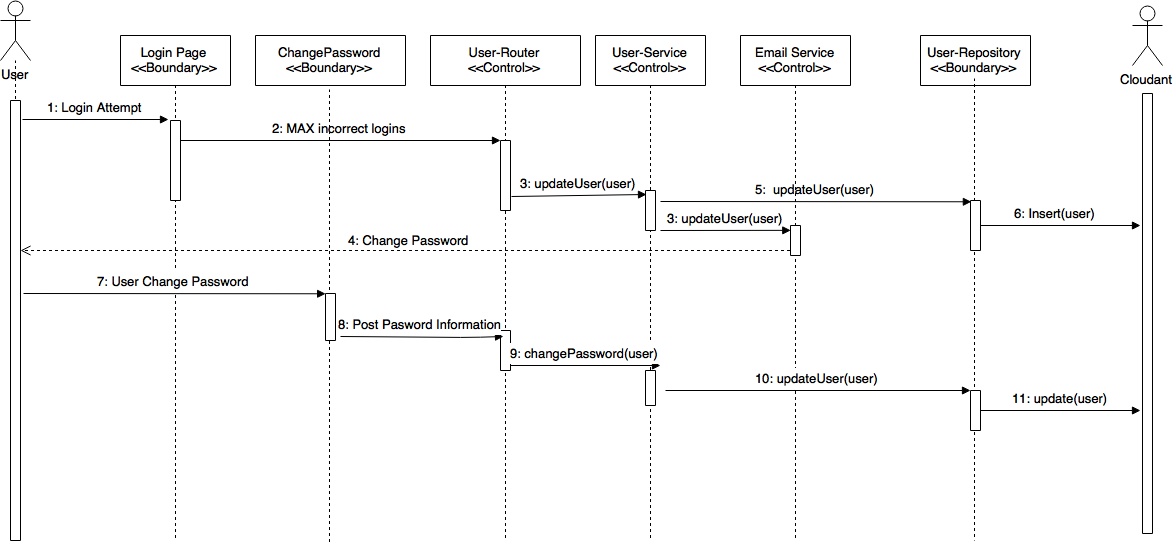 User
Login Page
<<Boundary>>
ChangePassword
<<Boundary>>
User-Router
<<Control>>
User-Service
<<Control>>
Email Service
<<Control>>
User-Repository
<<Boundary>>
Cloudant
1: Login Attempt
2: MAX incorrect logins
3: updateUser(user)
5: updateUser(user)
3: updateUser(user)
6: Insert(user)
4: Change Password
7: User Change Password
8: Post Pasword Information
9: changePassword(user)
10: updateUser(user)
11: update(user)